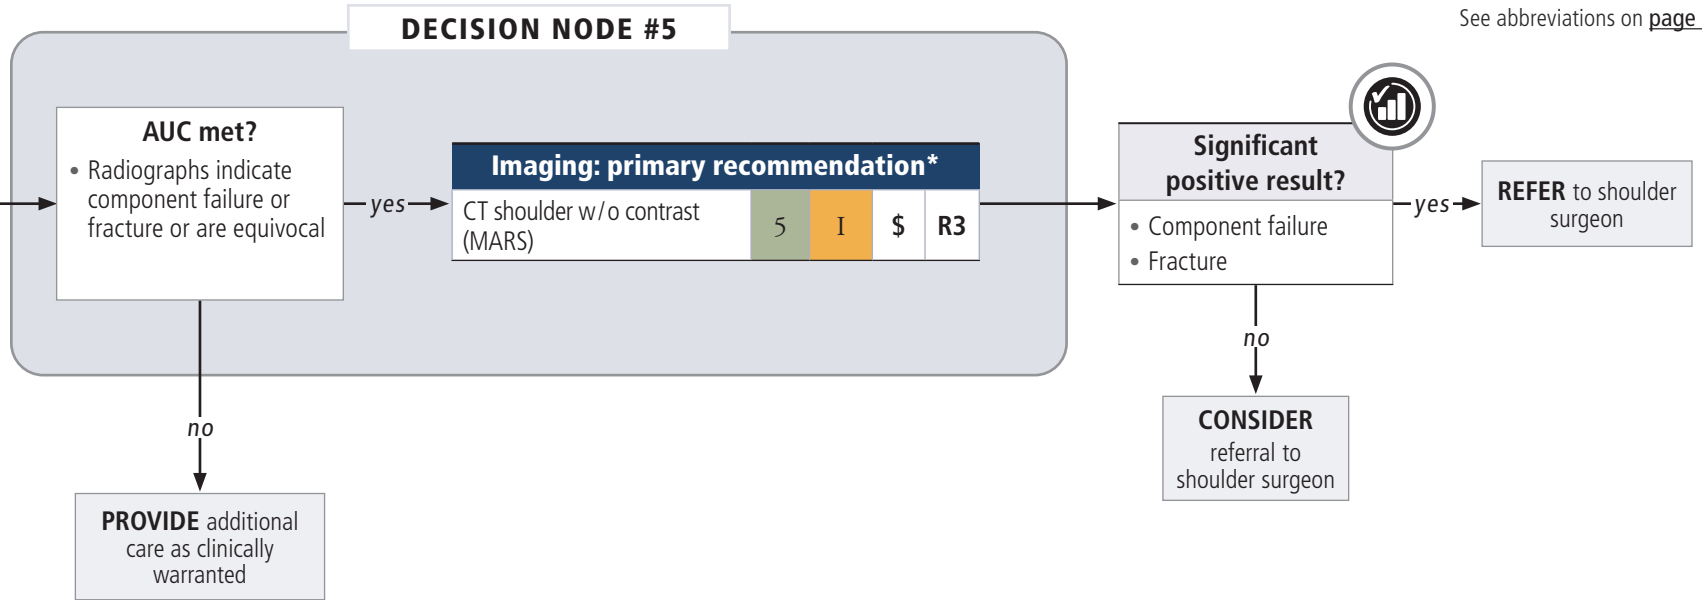 DECISION NODE #5
See abbreviations on page
AUC met?
• Radiographs indicate
component failure or
fracture or are equivocal
yes
Imaging: primary recommendation*
CT shoulder w/o contrast
(MARS)
5 I $ R3
Significant
positive result?
• Component failure
• Fracture
yes
REFER to shoulder
surgeon
no
CONSIDER
referral to
shoulder surgeon
no
PROVIDE additional
care as clinically
warranted